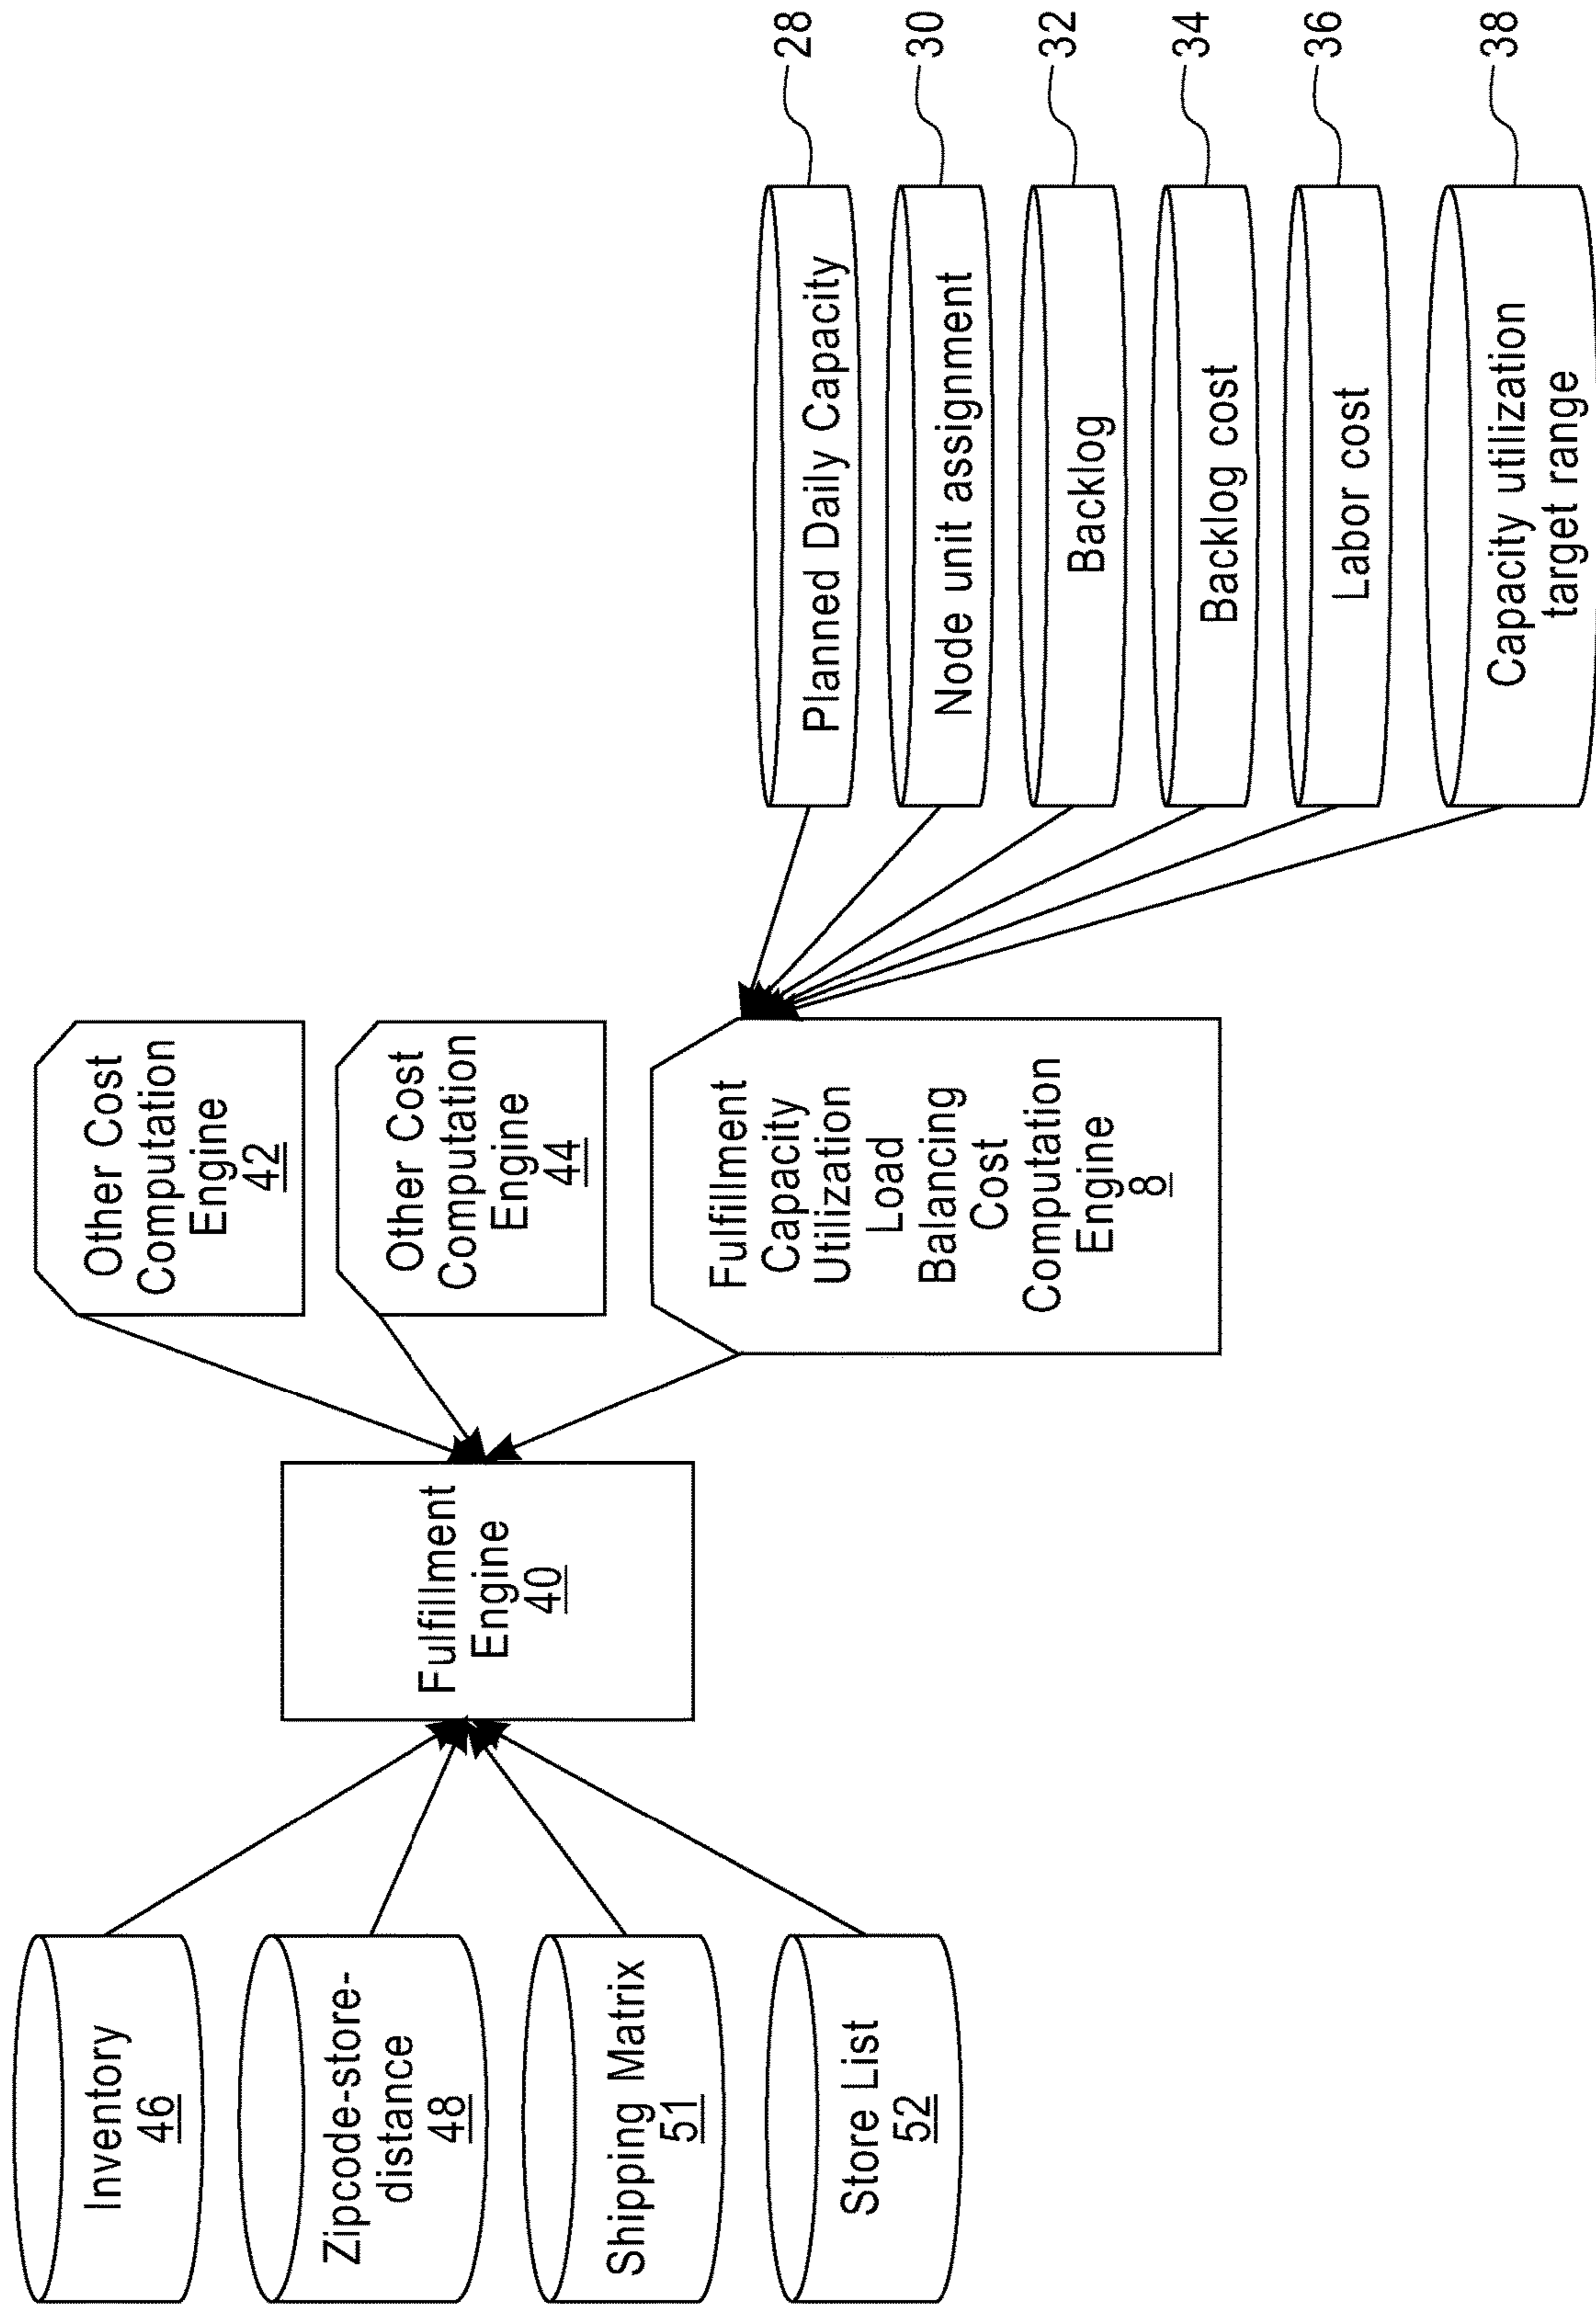 Inventory
46
Zipcode-store-
distance
48
Shipping Matrix
51
Store List
52
Fulfillment
Engine
40
Other Cost
Computation
Engine
42
Other Cost
Computation
Engine
44
Fulfillment
Capacity
Utilization
Load
Balancing
Cost
Computation
Engine
8
Planned Daily Capacity
28
Node unit assignment
30
Backlog
32
Backlog cost
34
Labor cost
36
Capacity utilization
target range
38